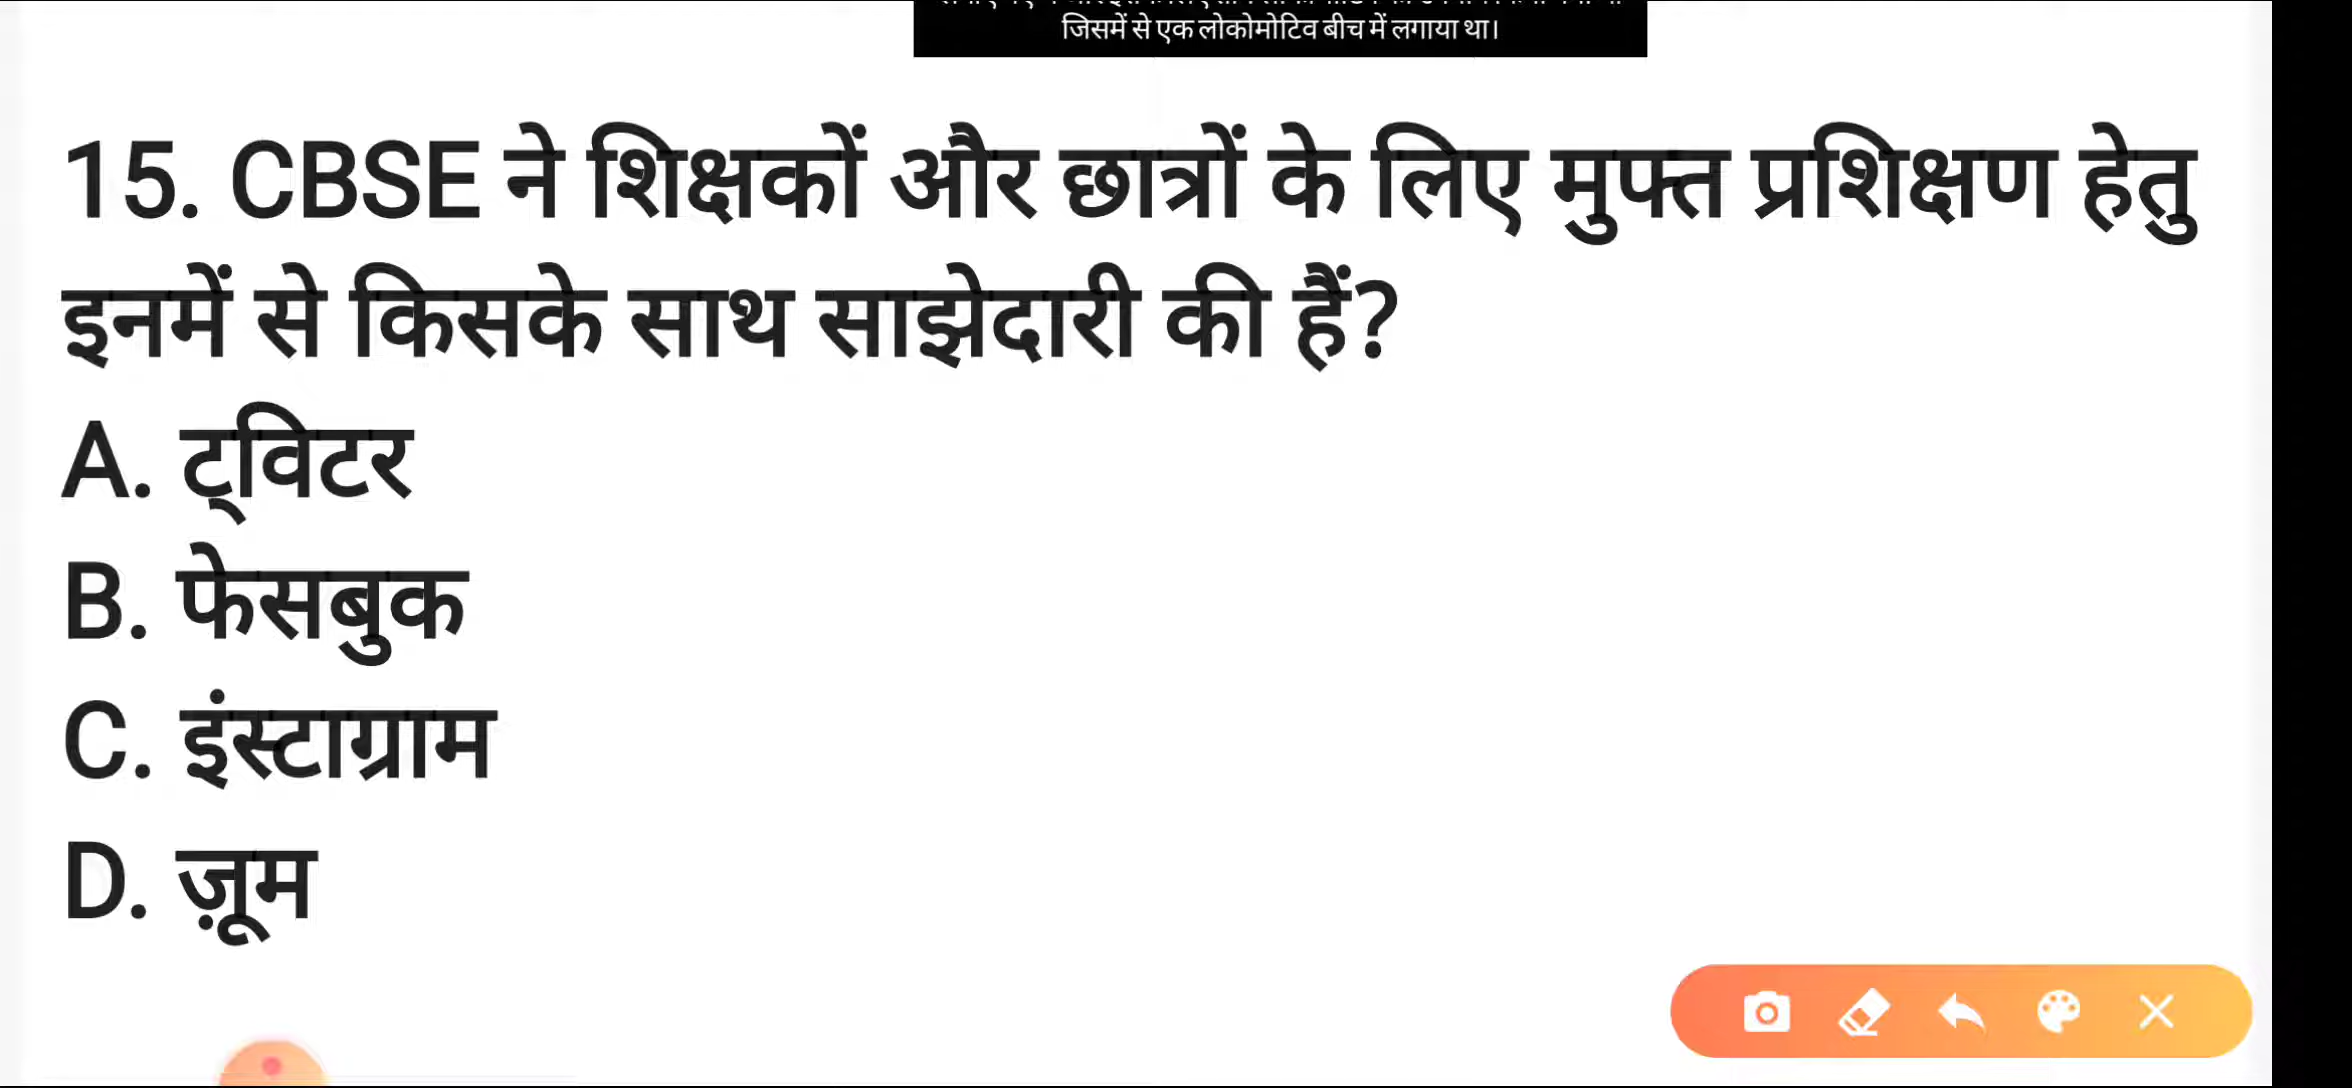 जिसमें से एक लोकोमोटिव बीच में लगाया था।
15. CBSE ने शिक्षकों और छात्रों के लिए मुफ्त प्रशिक्षण हेतु
इनमें से किसके साथ साझेदारी की हैं?
A. ट्विटर
B. फेसबुक
C. इंस्टाग्राम
D. ज़ूम